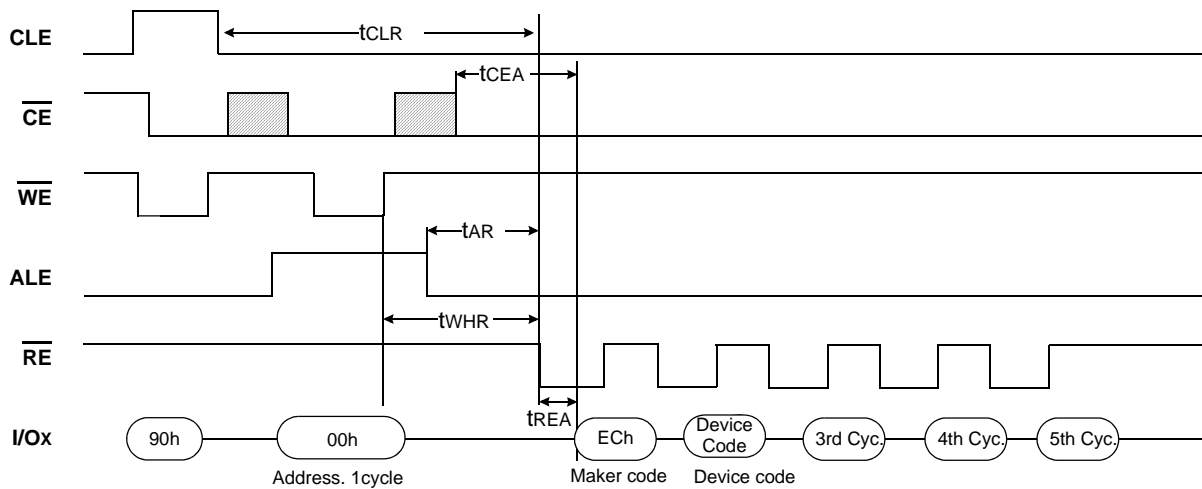 CLE
tCLR
tCEA
CE
WE
tAR
ALE
tWHR
RE
tREA
I/Ox
90h
00h
ECh
Device
Code
3rd Cyc.
4th Cyc.
5th Cyc.
Address. 1cycle
Maker code
Device code